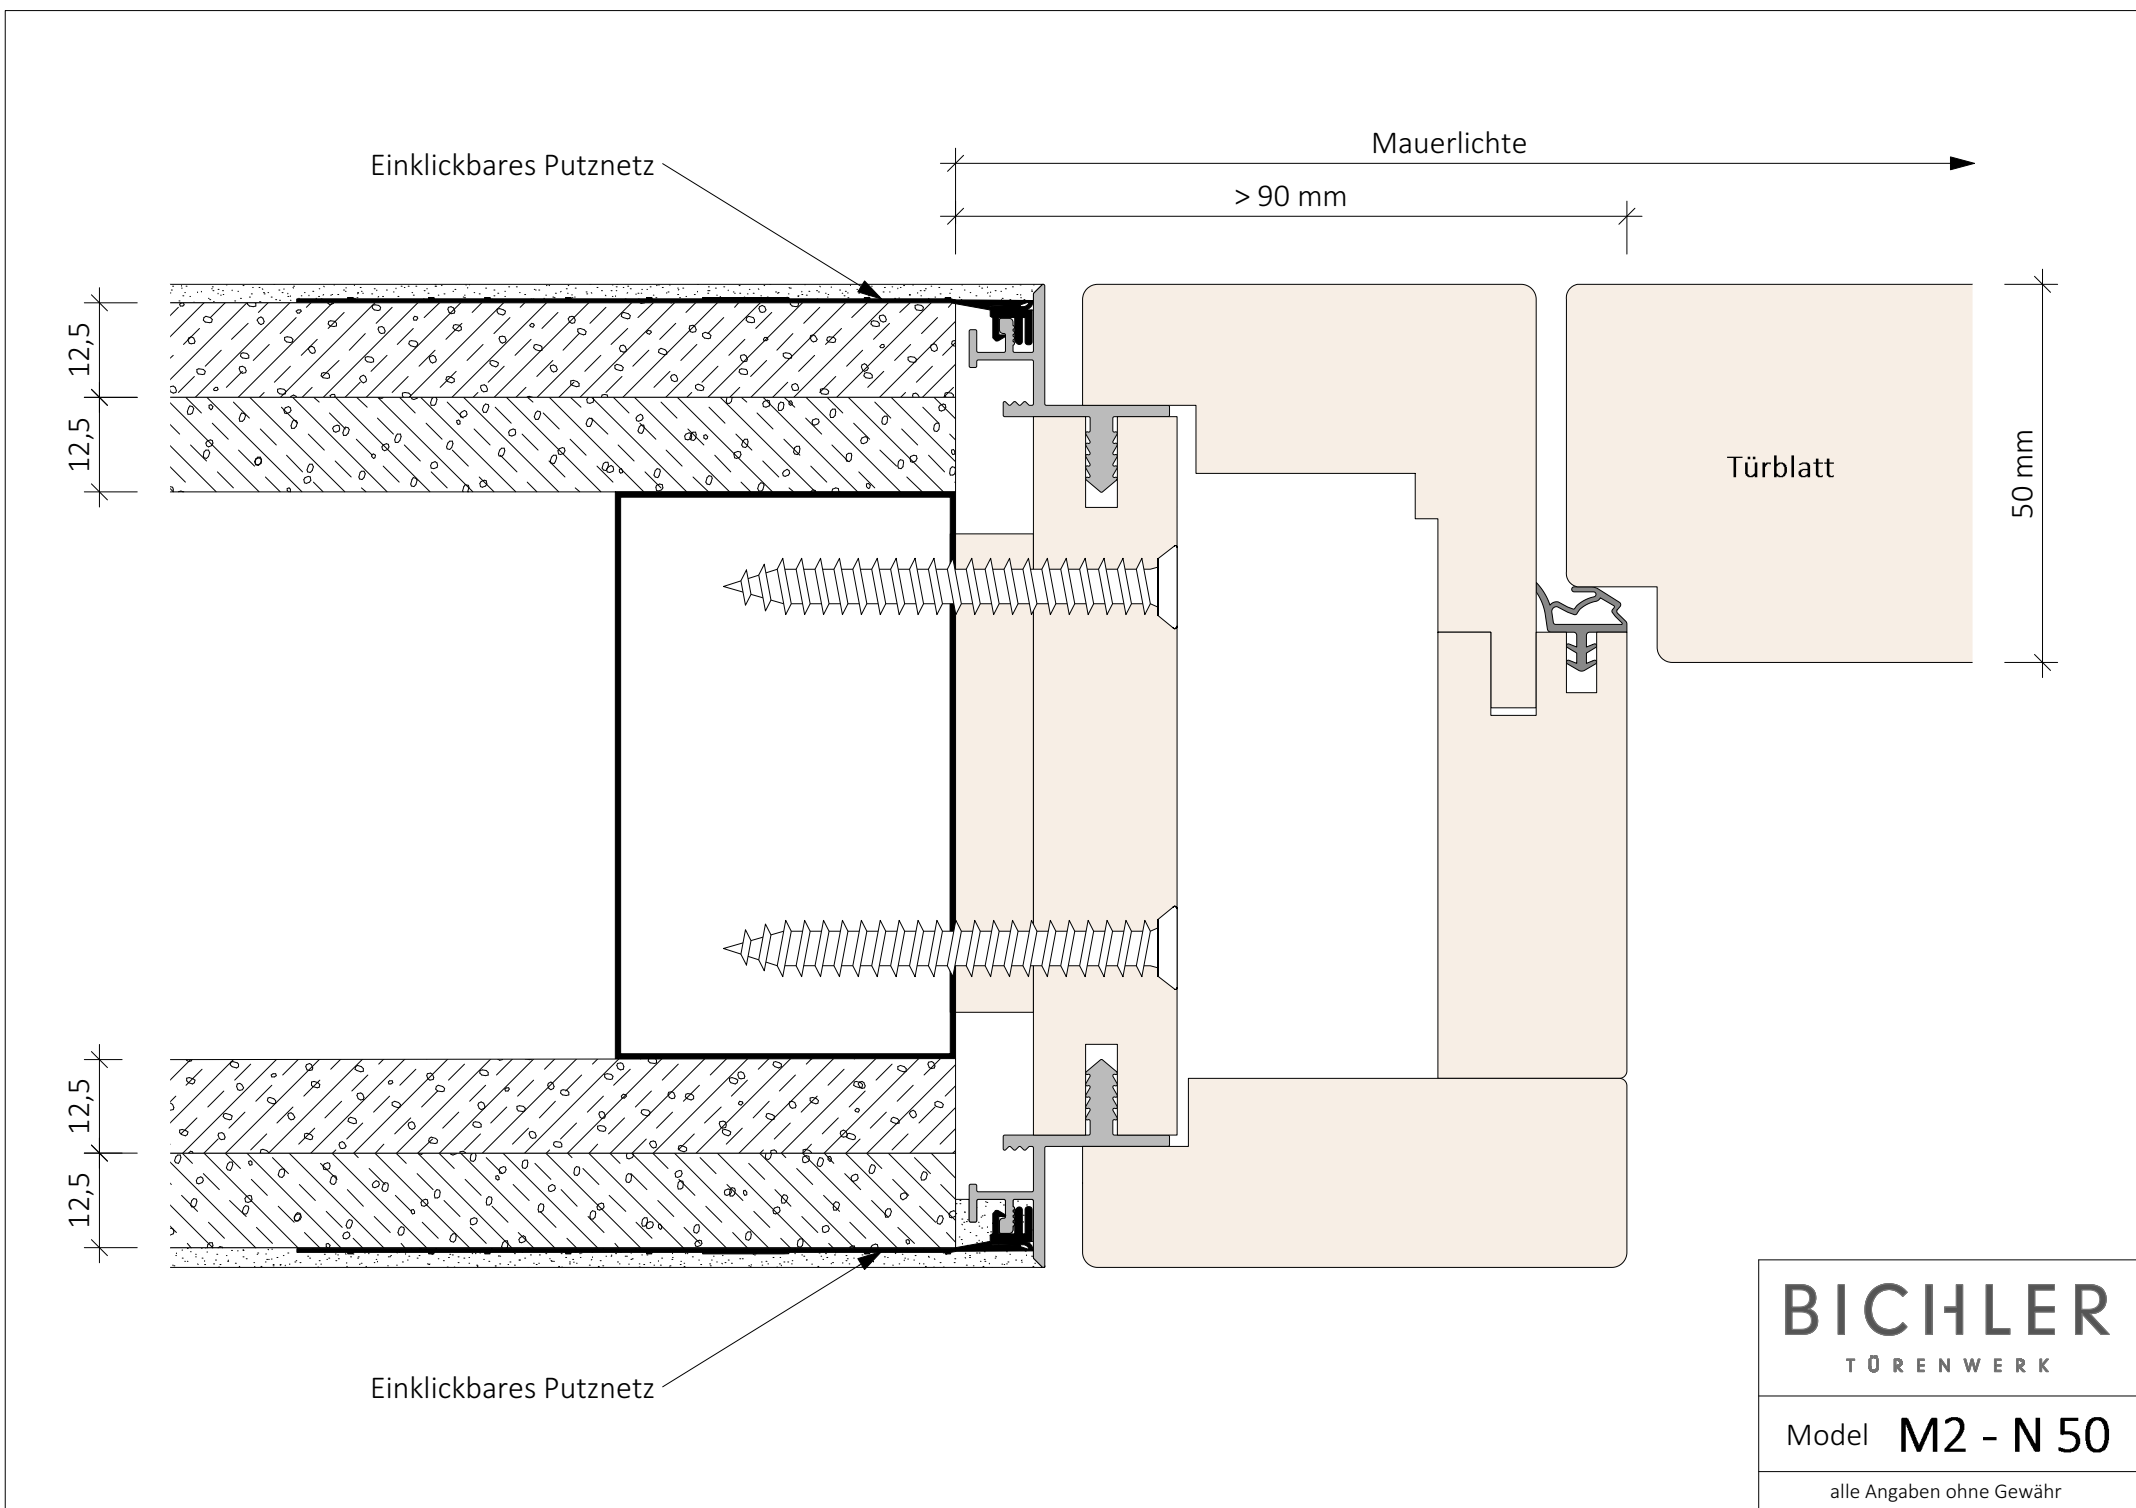 Mauerlichte
Einklickbares Putznetz
> 90 mm
12,5
12,5
Türblatt
50 mm
12,5
12,5
Einklickbares Putznetz
BICHLER
TÜRENWERK
Model M2 - N 50
alle Angaben ohne Gewähr